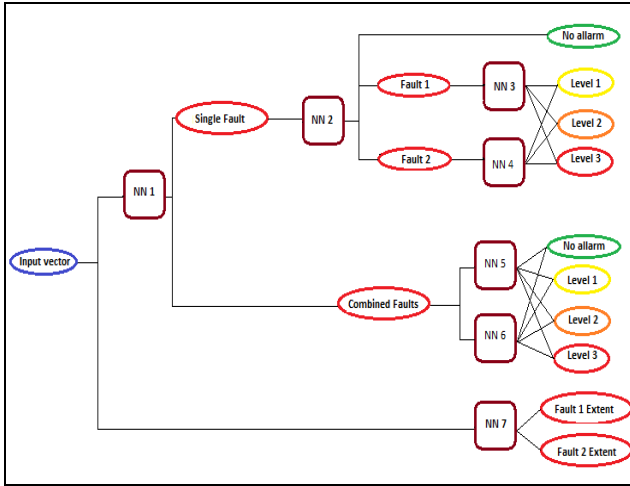 No allarm
Fault 1
NN 3
Level 1
Single Fault
NN 2
Level 2
Fault 2
NN 4
Level 3
NN 1
Input vector
No allarm
NN 5
Level 1
Combined Faults
Level 2
NN 6
Level 3
Fault 1 Extent
NN 7
Fault 2 Extent